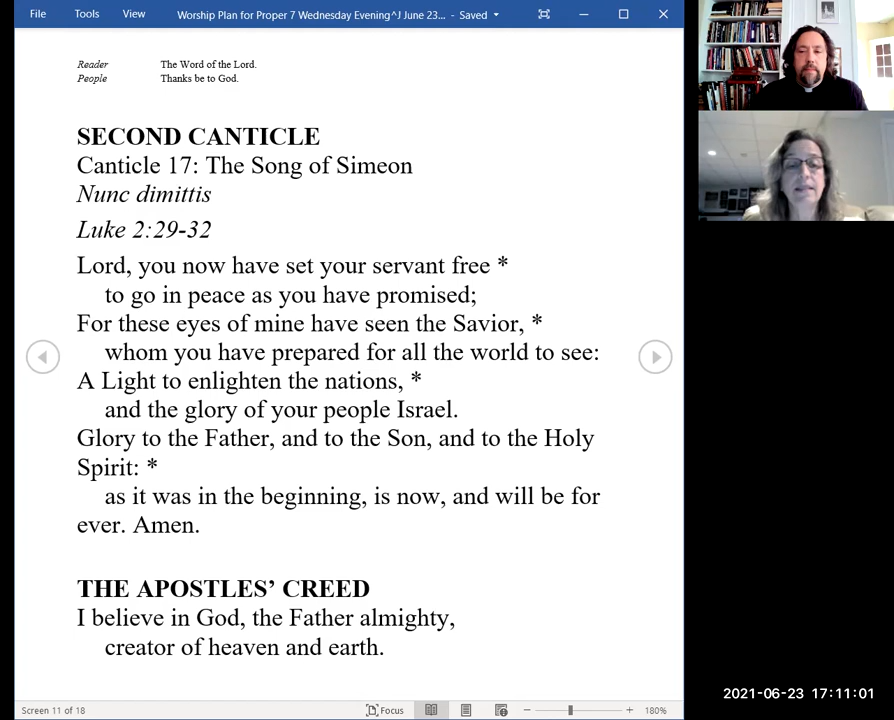 File Tools View Worship Plan for Proper 7 Wednesday Evening^J June 23... - Saved
Reader The Word of the Lord.
People Thanks be to God.
SECOND CANTICLE
Canticle 17: The Song of Simeon
Nunc dimittis
Luke 2:29-32
Lord, you now have set your servant free *
to go in peace as you have promised;
For these eyes of mine have seen the Savior, *
whom you have prepared for all the world to see:
A Light to enlighten the nations, *
and the glory of your people Israel.
Glory to the Father, and to the Son, and to the Holy
Spirit: *
as it was in the beginning, is now, and will be for
ever. Amen.
THE APOSTLES’ CREED
I believe in God, the Father almighty,
creator of heaven and earth.
2021-06-23 17:11:01
Screen 11 of 18 Focus 180%